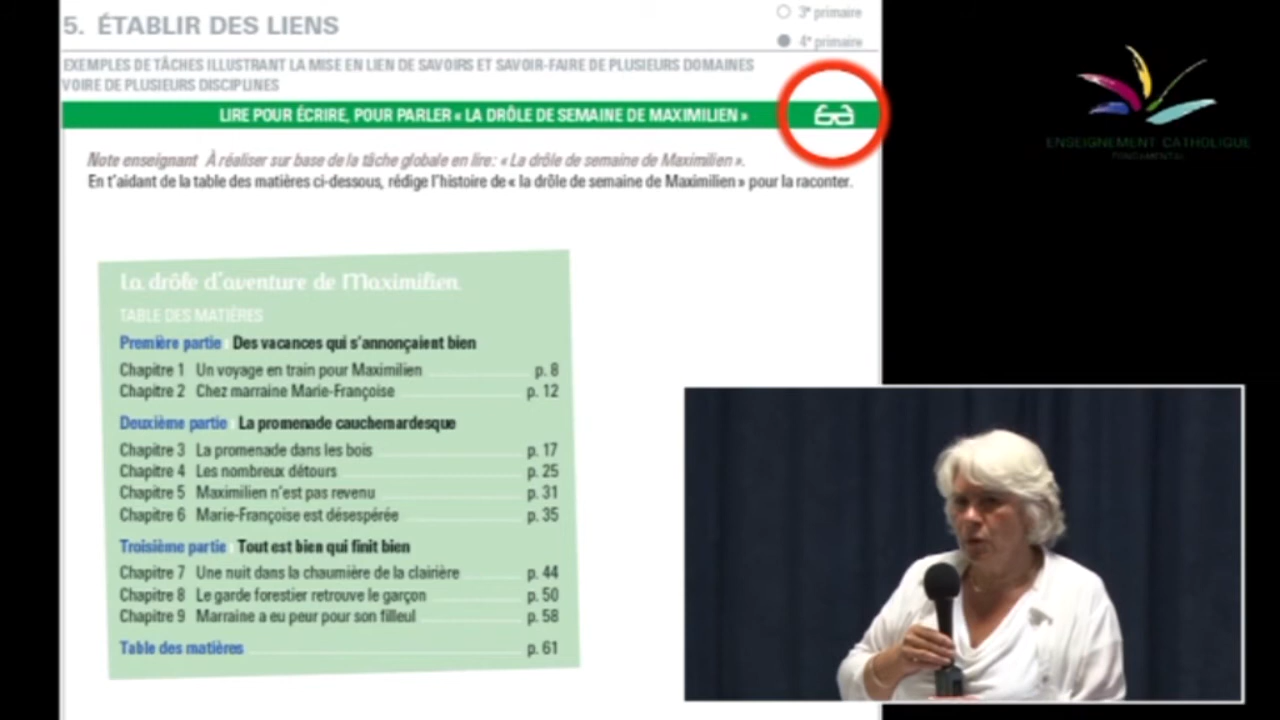 5. ÉTABLIR DES LIENS
3e primaire
4e primaire
EXEMPLES DE TÂCHES ILLUSTRANT LA MISE EN LIEN DE SAVOIRS ET SAVOIR-FAIRE DE PLUSIEURS DOMAINES
VOIRE DE PLUSIEURS DISCIPLINES
LIRE POUR ÉCRIRE, POUR PARLER « LA DRÔLE DE SEMAINE DE MAXIMILIEN »
Note enseignant À réaliser sur base de la tâche globale en lire : « La drôle de semaine de Maximilien ».
En t'aidant de la table des matières ci-dessous, rédige l'histoire de « la drôle de semaine de Maximilien » pour la raconter.
La drôle d'aventure de Maximilien
TABLE DES MATIÈRES
Première partie Des vacances qui s'annonçaient bien
Chapitre 1 Un voyage en train pour Maximilien p. 8
Chapitre 2 Chez marraine Marie-Françoise p. 12
Deuxième partie La promenade cauchemardesque
Chapitre 3 La promenade dans les bois p. 17
Chapitre 4 Les nombreux détours p. 25
Chapitre 5 Maximilien n'est pas revenu p. 31
Chapitre 6 Marie-Françoise est désespérée p. 35
Troisième partie Tout est bien qui finit bien
Chapitre 7 Une nuit dans la chaumière de la clairière p. 44
Chapitre 8 Le garde forestier retrouve le garçon p. 50
Chapitre 9 Marraine a eu peur pour son filleul p. 58
Table des matières p. 61
ENSEIGNEMENT CATHOLIQUE
FONDAMENTAL